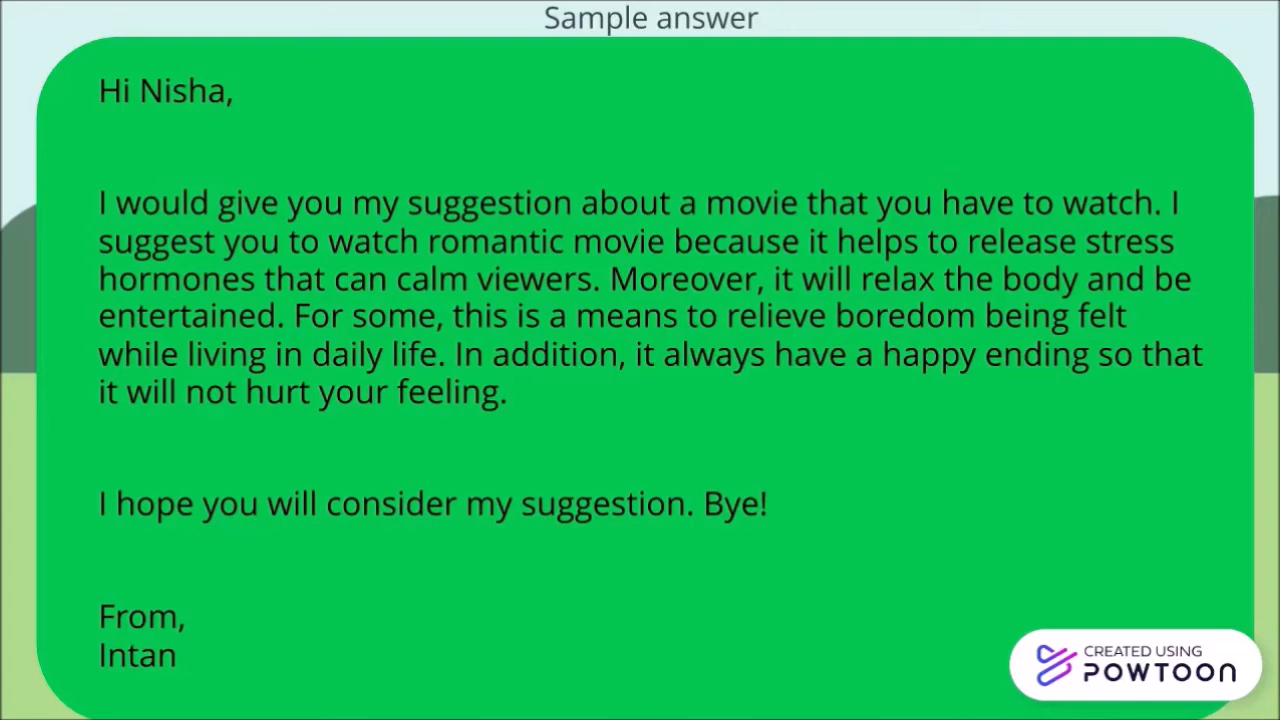 Sample answer
Hi Nisha,
I would give you my suggestion about a movie that you have to watch. I
suggest you to watch romantic movie because it helps to release stress
hormones that can calm viewers. Moreover, it will relax the body and be
entertained. For some, this is a means to relieve boredom being felt
while living in daily life. In addition, it always have a happy ending so that
it will not hurt your feeling.
I hope you will consider my suggestion. Bye!
From,
Intan
CREATED USING
POWTOON